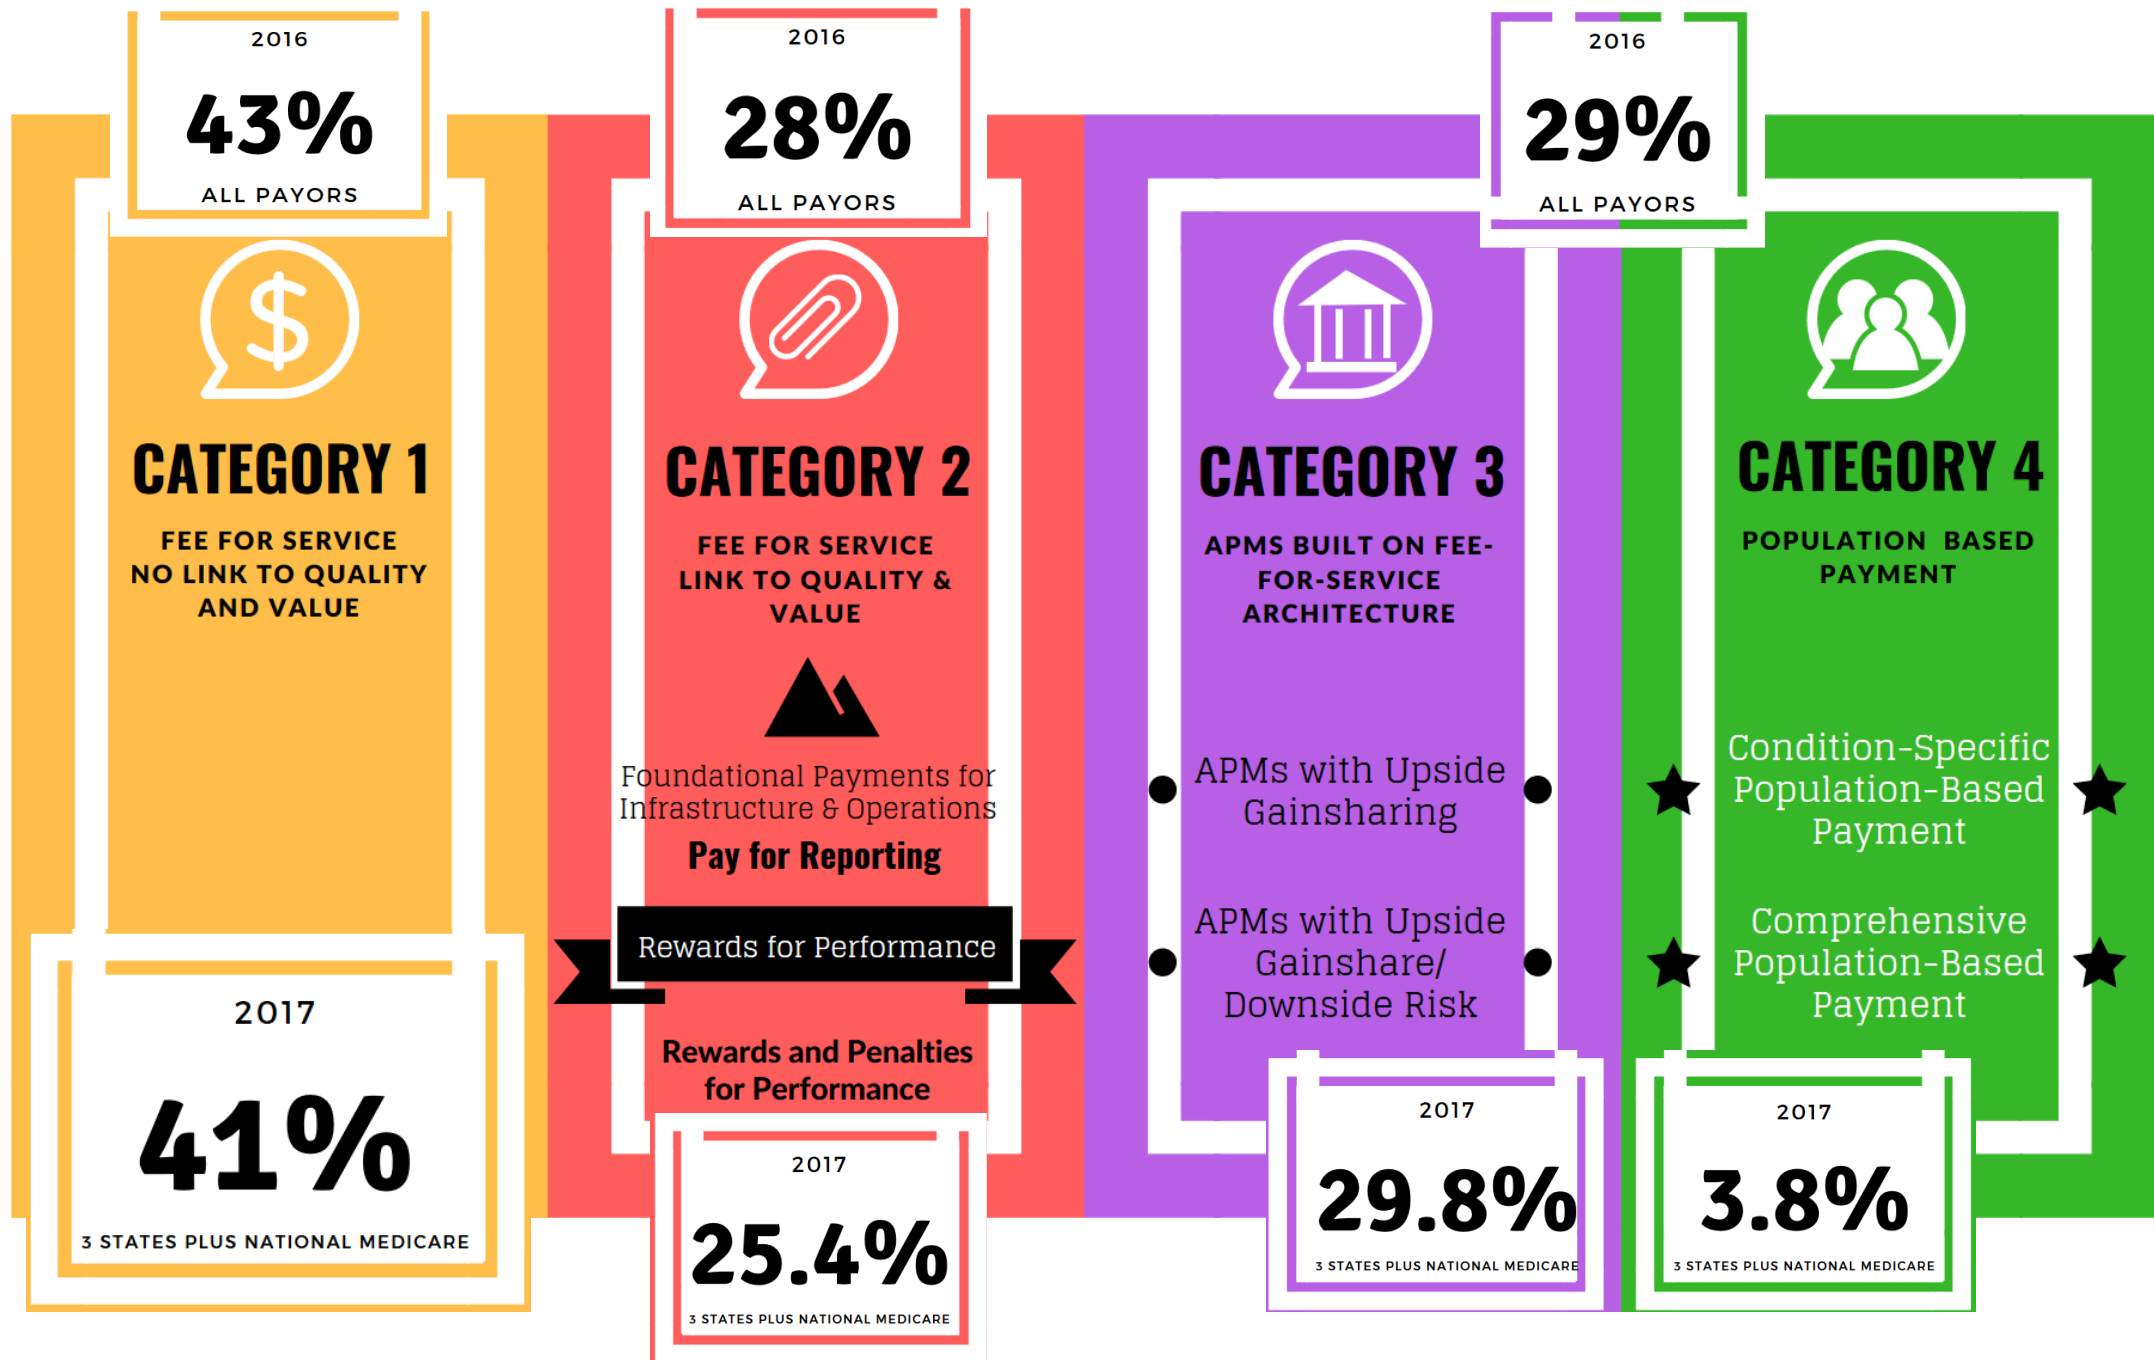 2016
43%
ALL PAYORS
CATEGORY 1
FEE FOR SERVICE
NO LINK TO QUALITY
AND VALUE
2017
41%
3 STATES PLUS NATIONAL MEDICARE
2016
28%
ALL PAYORS
CATEGORY 2
FEE FOR SERVICE
LINK TO QUALITY &
VALUE
Foundational Payments for
Infrastructure & Operations
Pay for Reporting
Rewards for Performance
Rewards and Penalties
for Performance
2017
25.4%
3 STATES PLUS NATIONAL MEDICARE
2016
29%
ALL PAYORS
CATEGORY 3
APMS BUILT ON FEE-
FOR-SERVICE
ARCHITECTURE
APMs with Upside
Gainsharing
APMs with Upside
Gainshare/
Downside Risk
2017
29.8%
3 STATES PLUS NATIONAL MEDICARE
CATEGORY 4
POPULATION BASED
PAYMENT
Condition-Specific
Population-Based
Payment
Comprehensive
Population-Based
Payment
2017
3.8%
3 STATES PLUS NATIONAL MEDICARE